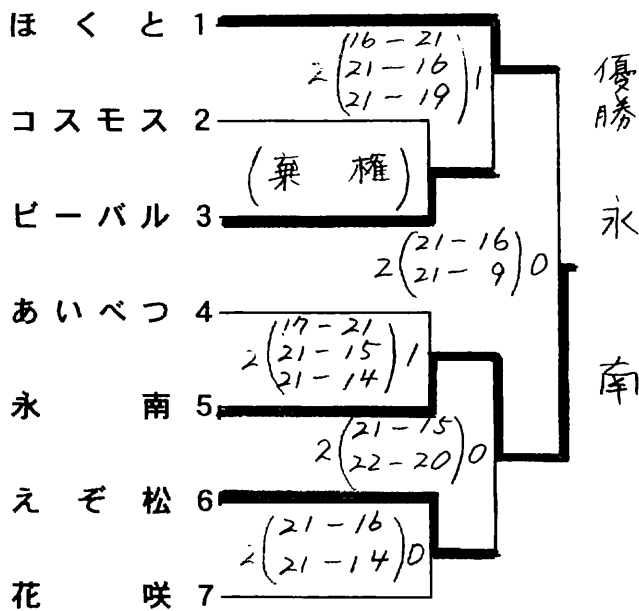 ほくと 1
2(16-21
21-16
21-19)1
コスモス 2
(棄権)
ビーバル 3
2(21-16
21-9)0
あいべつ 4
2(17-21
21-15
21-14)1
永南 5
2(21-15
22-20)0
えぞ松 6
2(21-16
21-14)0
花咲 7
優勝
永南